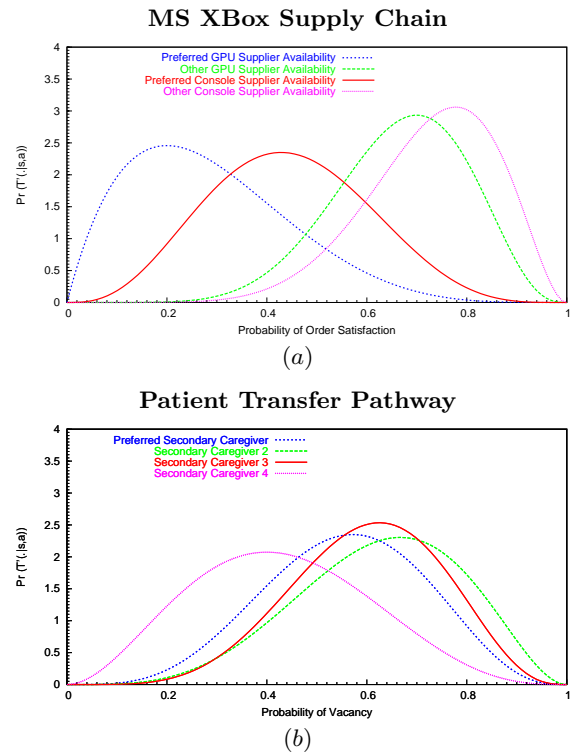 MS XBox Supply Chain
4
3.5
3
2.5
2
1.5
1
0.5
0
Pr (T'(.|s,a))
Preferred GPU Supplier Availability
Other GPU Supplier Availability
Preferred Console Supplier Availability
Other Console Supplier Availability
0 0.2 0.4 0.6 0.8 1
Probability of Order Satisfaction
(a)
Patient Transfer Pathway
4
3.5
3
2.5
2
1.5
1
0.5
0
Pr (T'(.|s,a))
Preferred Secondary Caregiver
Secondary Caregiver 2
Secondary Caregiver 3
Secondary Caregiver 4
0 0.2 0.4 0.6 0.8 1
Probability of Vacancy
(b)